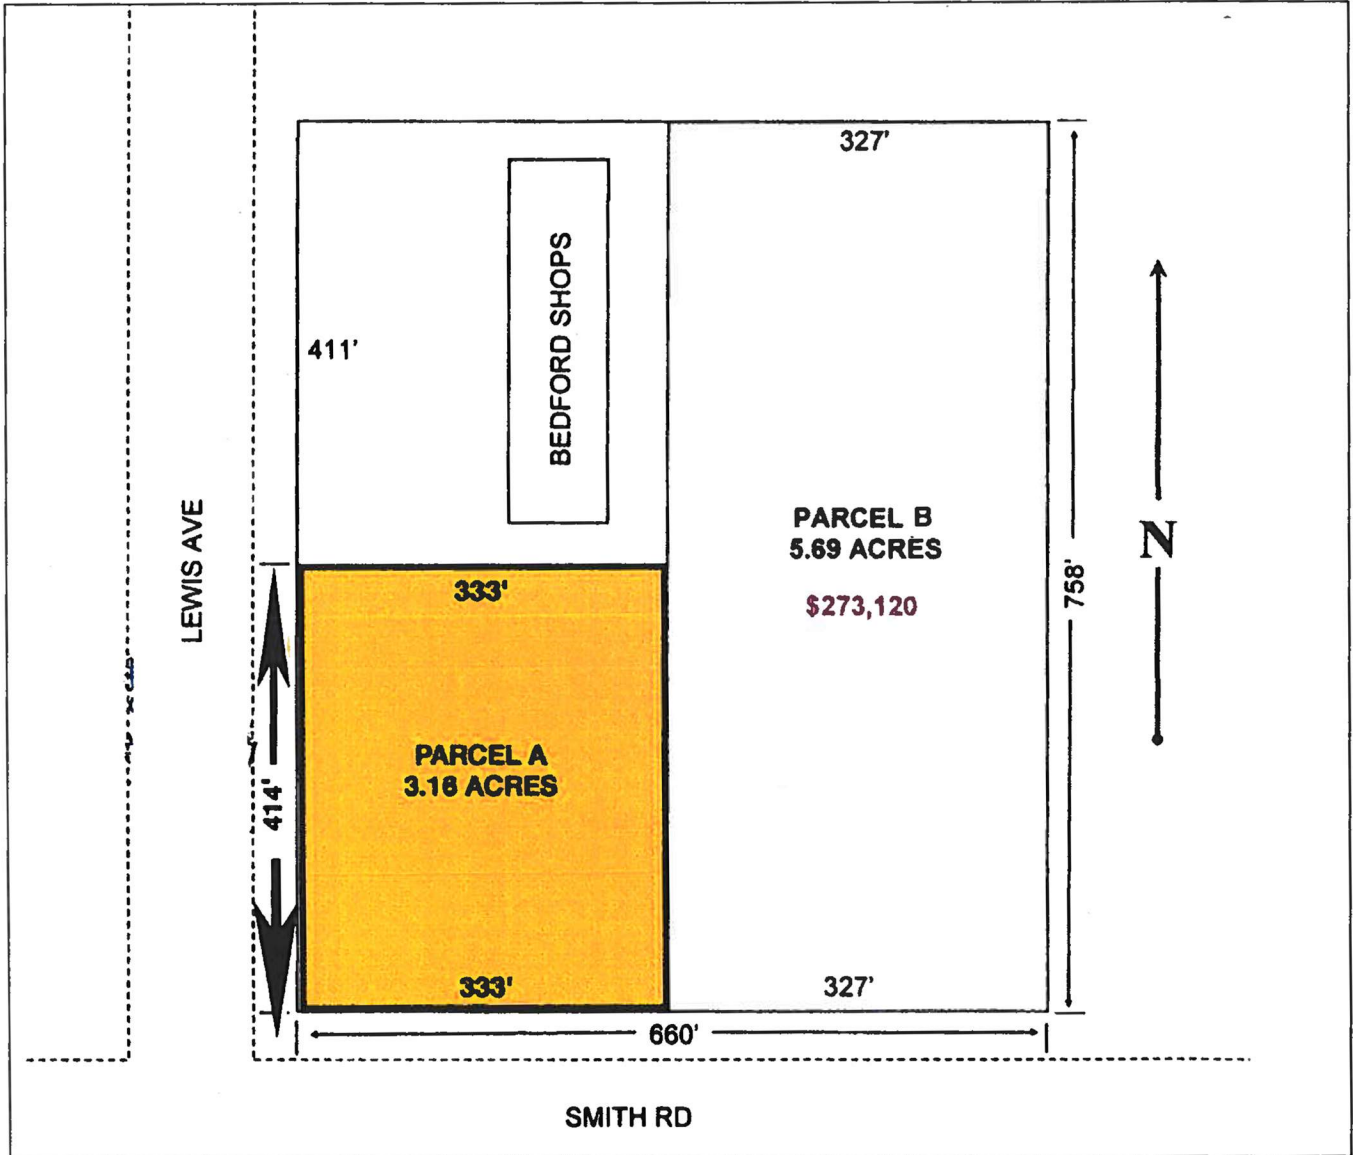 327'
BEDFORD SHOPS
411'
LEWIS AVE
PARCEL B
5.69 ACRES
$273,120
758'
N
333'
PARCEL A
3.16 ACRES
414'
333'
327'
660'
SMITH RD